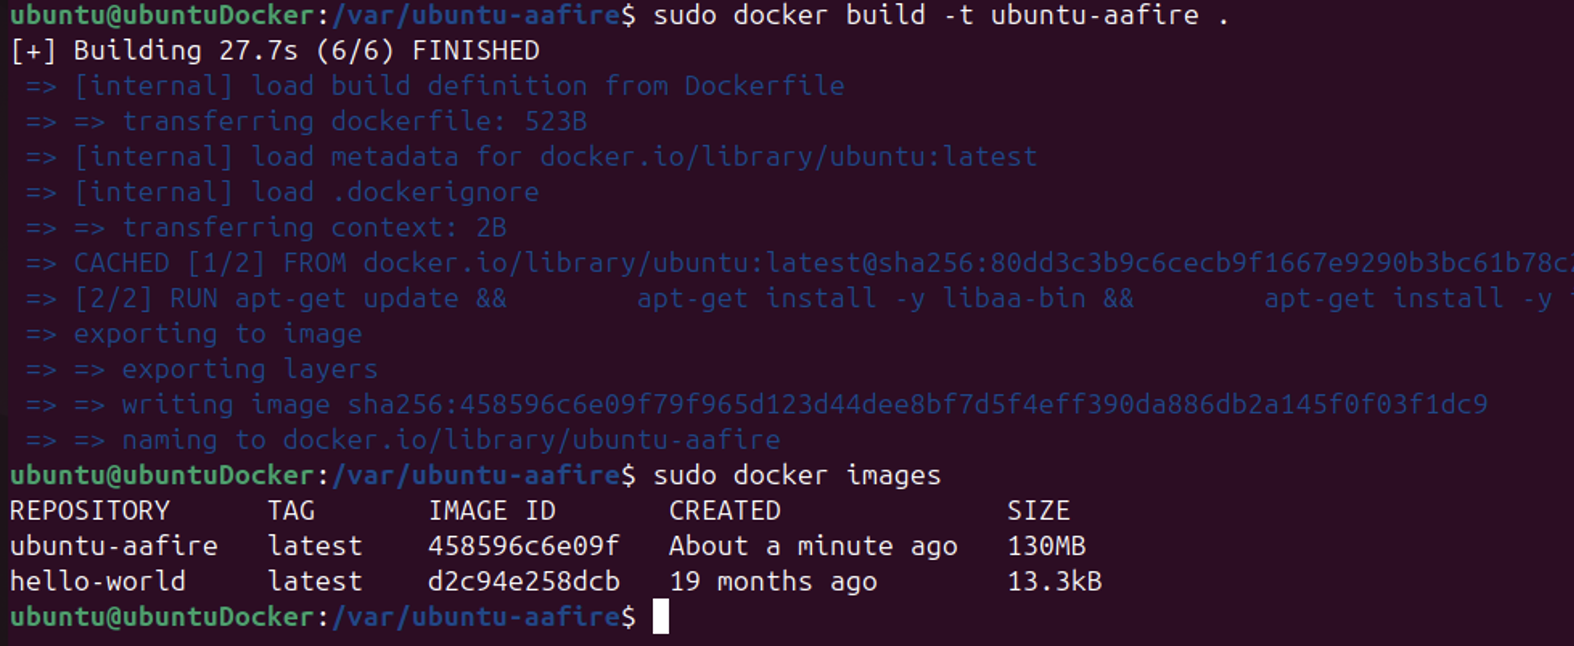 ubuntu@ubuntuDocker:/var/ubuntu-aafire$ sudo docker build -t ubuntu-aafire .
[+] Building 27.7s (6/6) FINISHED
=> [internal] load build definition from Dockerfile
=> => transferring dockerfile: 523B
=> [internal] load metadata for docker.io/library/ubuntu:latest
=> [internal] load .dockerignore
=> => transferring context: 2B
=> CACHED [1/2] FROM docker.io/library/ubuntu:latest@sha256:80dd3c3b9c6cecb9f1667e9290b3bc61b78c2
=> [2/2] RUN apt-get update && apt-get install -y libaa-bin && apt-get install -y
=> exporting to image
=> => exporting layers
=> => writing image sha256:458596c6e09f79f965d123d44dee8bf7d5f4eff390da886db2a145f0f03f1dc9
=> => naming to docker.io/library/ubuntu-aafire
ubuntu@ubuntuDocker:/var/ubuntu-aafire$ sudo docker images
REPOSITORY TAG IMAGE ID CREATED SIZE
ubuntu-aafire latest 458596c6e09f About a minute ago 130MB
hello-world latest d2c94e258dcb 19 months ago 13.3kB
ubuntu@ubuntuDocker:/var/ubuntu-aafire$